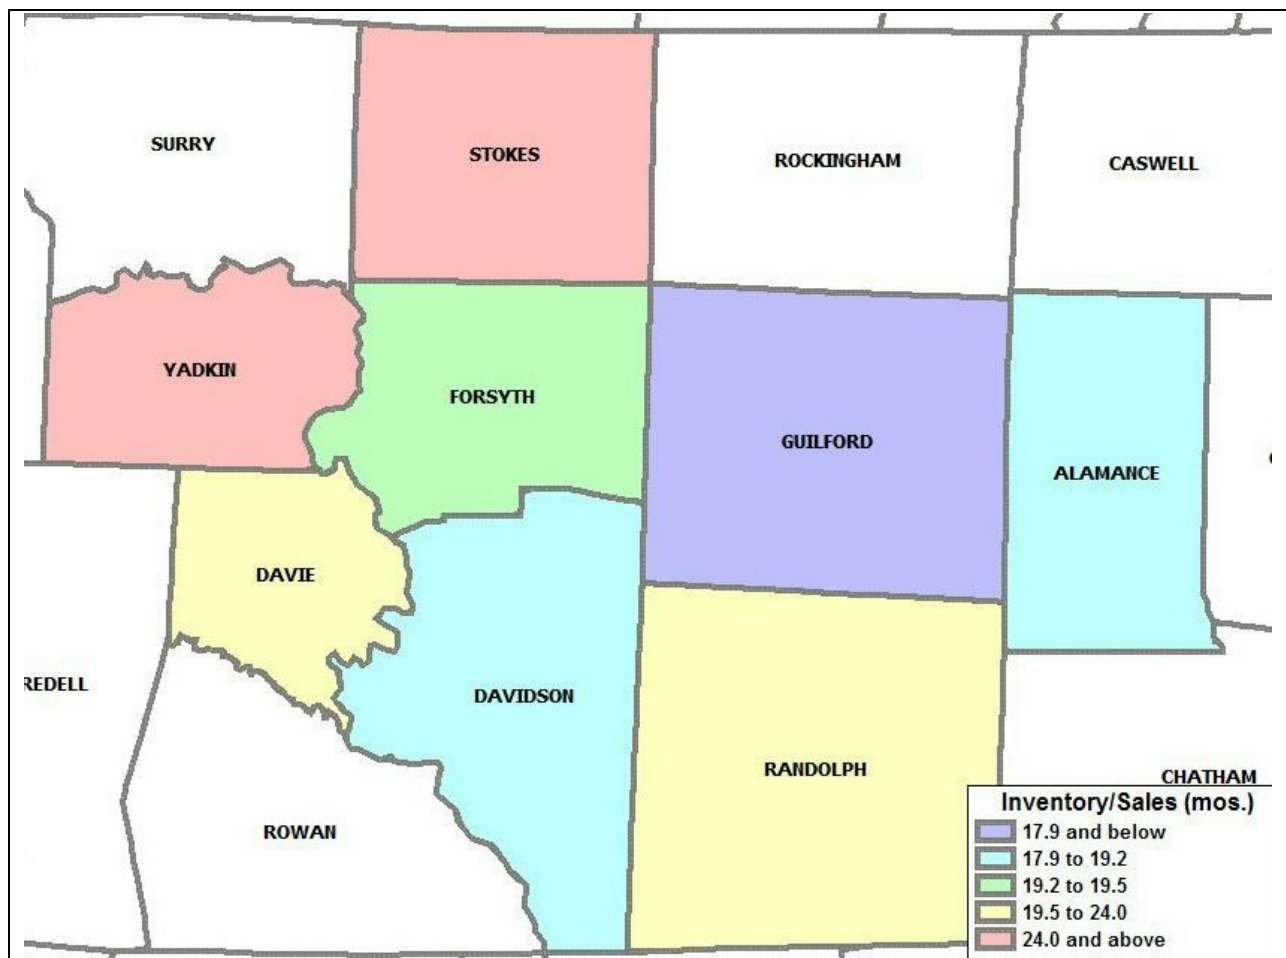 SURRY
STOKES
ROCKINGHAM
CASWELL
YADKIN
FORSYTH
GUILFORD
ALAMANCE
DAVIE
REDELL
DAVIDSON
RANDOLPH
CHATHAM
ROWAN
Inventory/Sales (mos.)
17.9 and below
17.9 to 19.2
19.2 to 19.5
19.5 to 24.0
24.0 and above